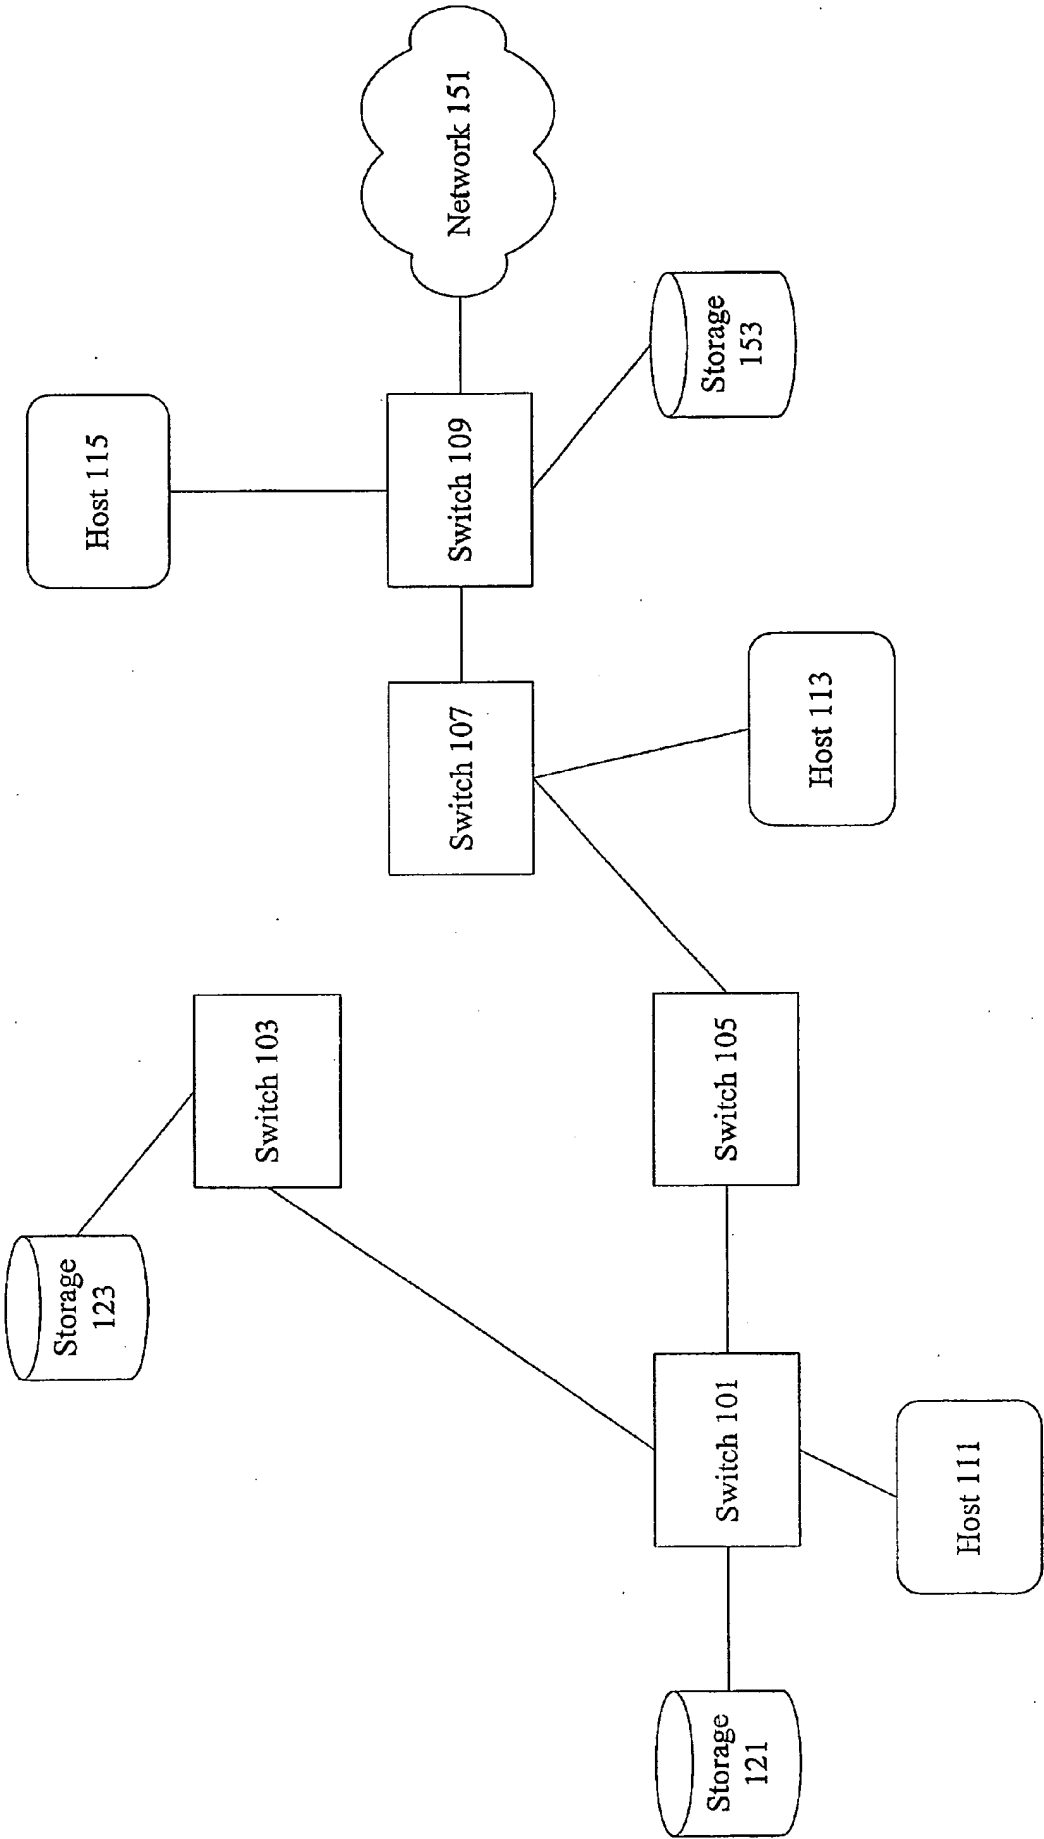 Storage
123
Switch 103
Host 115
Switch 107
Switch 109
Network 151
Storage
121
Switch 101
Switch 105
Storage
153
Host 113
Host 111